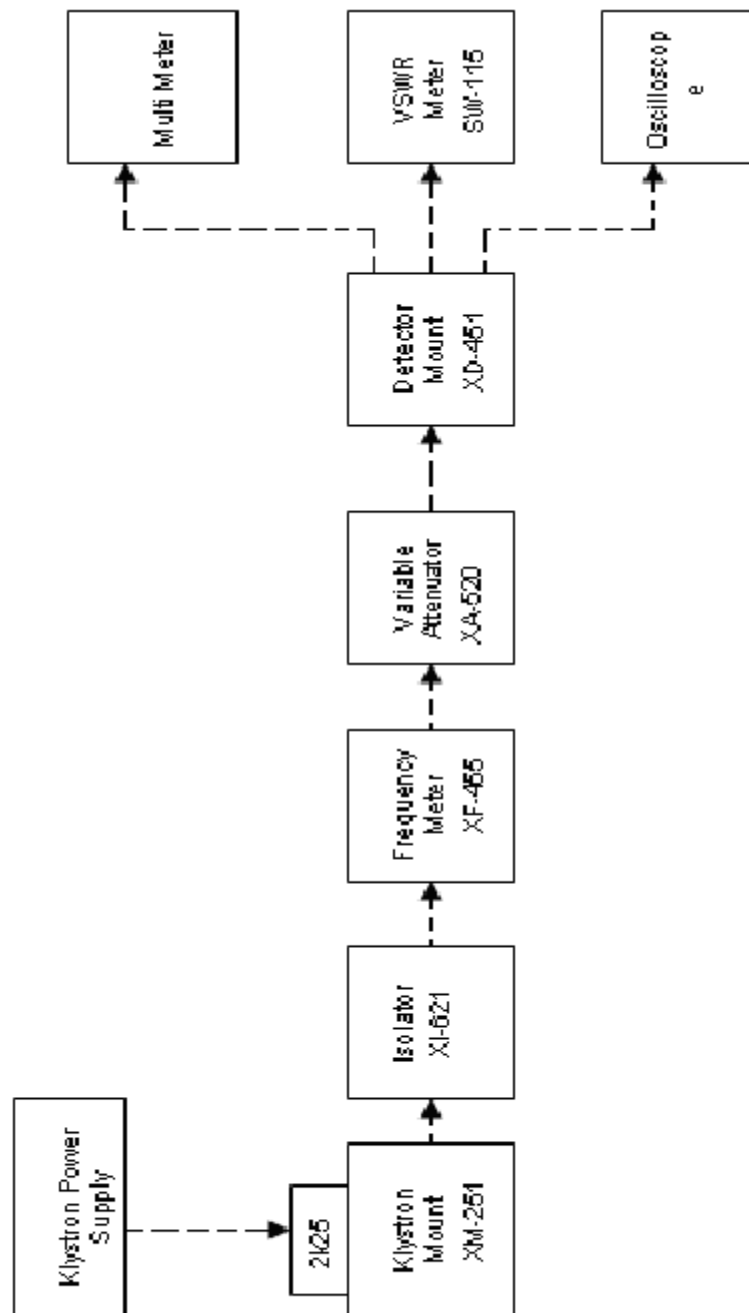 Klystron Power
Supply
Multi Meter
2k25
Klystron
Mount
XM-251
Isolator
XI-621
Frequency
Meter
XF-455
Variable
Attenuator
XA-520
Detector
Mount
XD-451
VSWR
Meter
SW-115
Oscilloscop
e